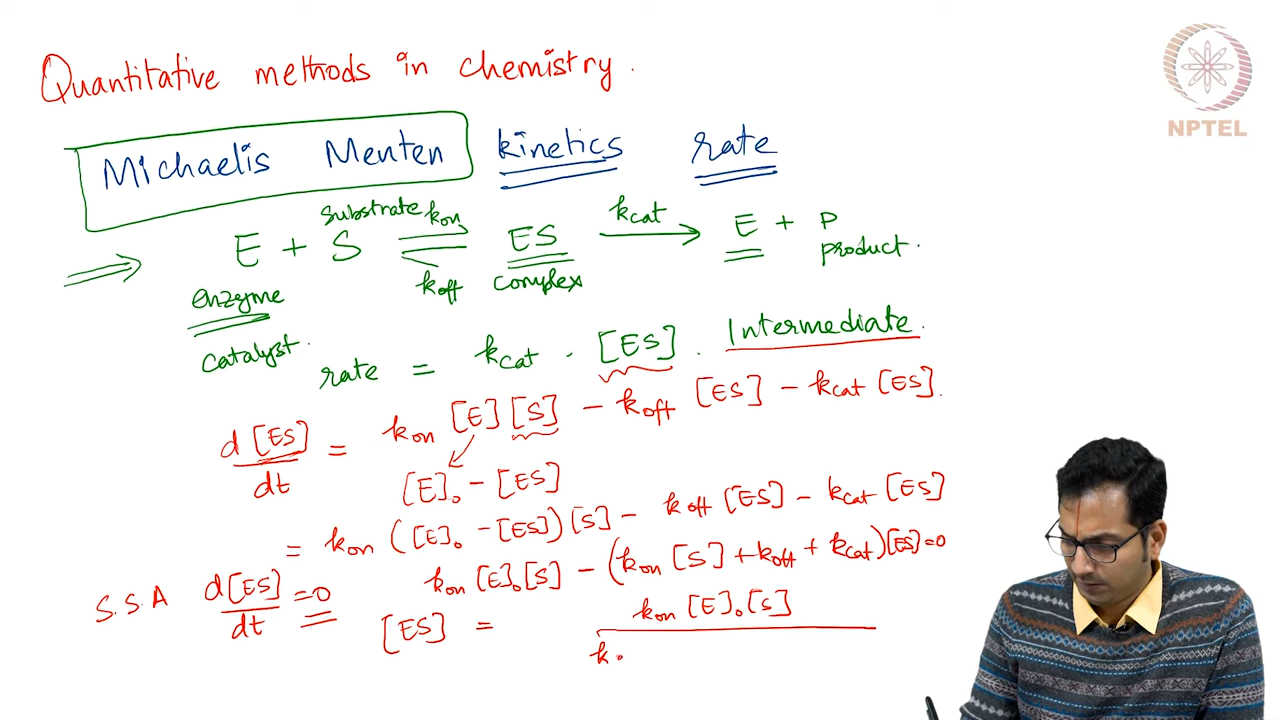 Quantitative methods in chemistry.
NPTEL
Michaelis Menten kinetics rate
substrate kon kcat
E + S ⇌ ES → E + P
koff complex product.
enzyme
catalyst.
Intermediate.
rate = kcat · [ES].
d[ES]/dt = kon [E][S] - koff [ES] - kcat [ES].
[E]₀ - [ES]
= kon ([E]₀ - [ES])[S] - koff [ES] - kcat [ES]
S.S.A d[ES]/dt = 0 kon [E]₀[S] - (kon [S] + koff + kcat)[ES]=0
[ES] = kon [E]₀[S]
k